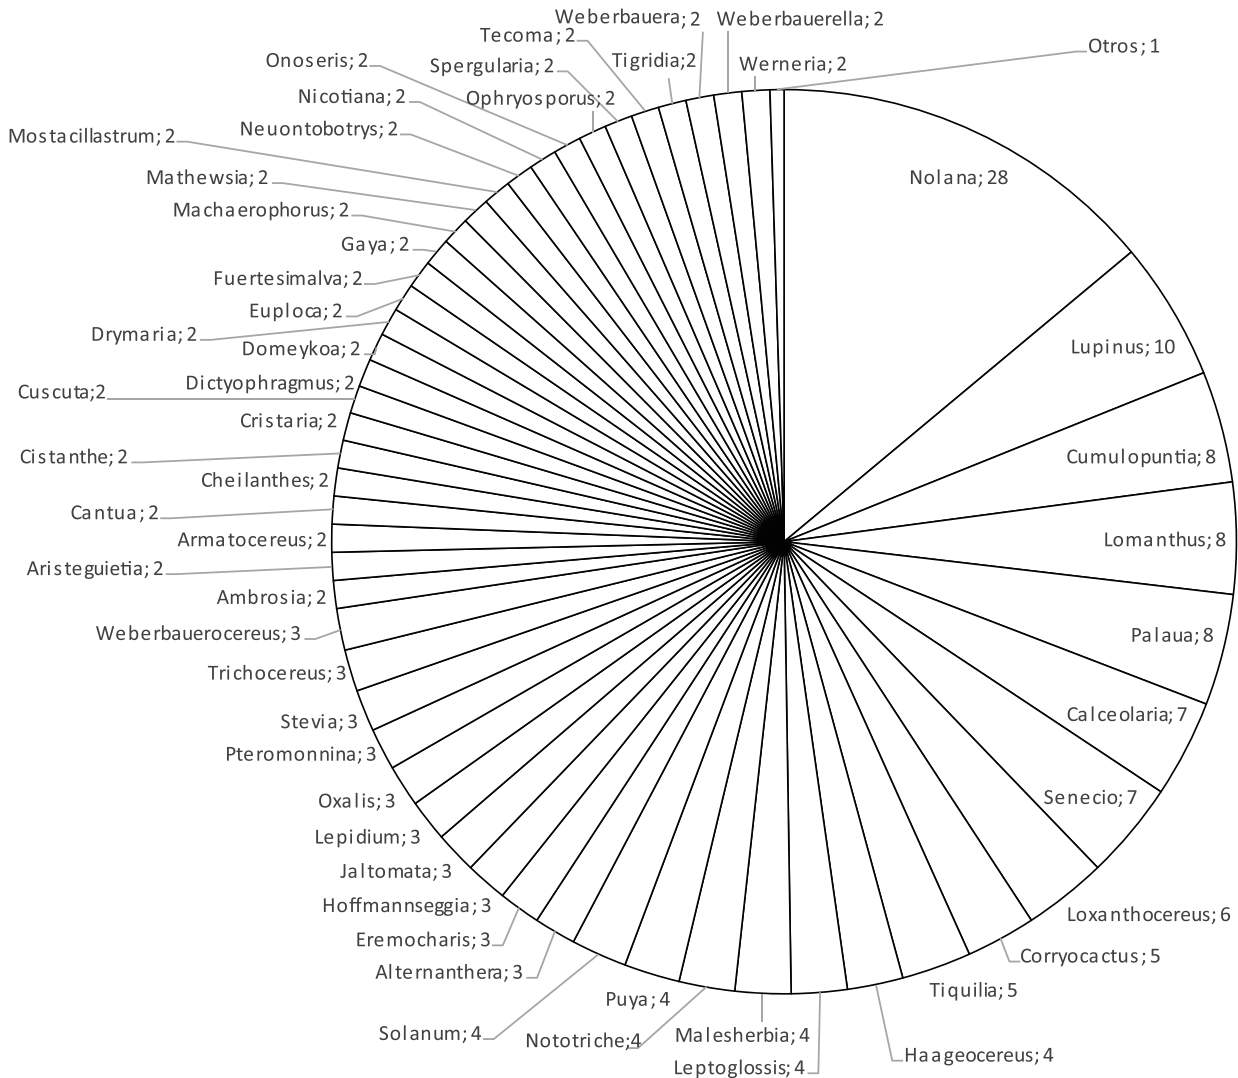 Weberbauera; 2
Weberbauerella; 2
Tecoma; 2
Otros; 1
Onoseris; 2
Spergularia; 2
Tigridia;2
Werneria; 2
Nicotiana; 2
Ophryosporus; 2
Neuontobotrys; 2
Mostacillastrum; 2
Mathewsia; 2
Nolana; 28
Machaerophorus; 2
Gaya; 2
Fuertesimalva; 2
Euploca; 2
Drymaria; 2
Domeykoa; 2
Lupinus; 10
Dictyophragmus; 2
Cuscuta;2
Cristaria; 2
Cistanthe; 2
Cumulopuntia; 8
Cheilanthes; 2
Cantua; 2
Armatocereus; 2
Lomanthus; 8
Aristeguietia; 2
Ambrosia; 2
Weberbauerocereus; 3
Palaua; 8
Trichocereus; 3
Calceolaria; 7
Stevia; 3
Pteromonnina; 3
Senecio; 7
Oxalis; 3
Lepidium; 3
Jaltomata; 3
Hoffmannseggia; 3
Loxanthocereus; 6
Eremocharis; 3
Corryocactus; 5
Alternanthera; 3
Tiquilia; 5
Puya; 4
Solanum; 4
Nototriche;4
Malesherbia; 4
Haageocereus; 4
Leptoglossis; 4